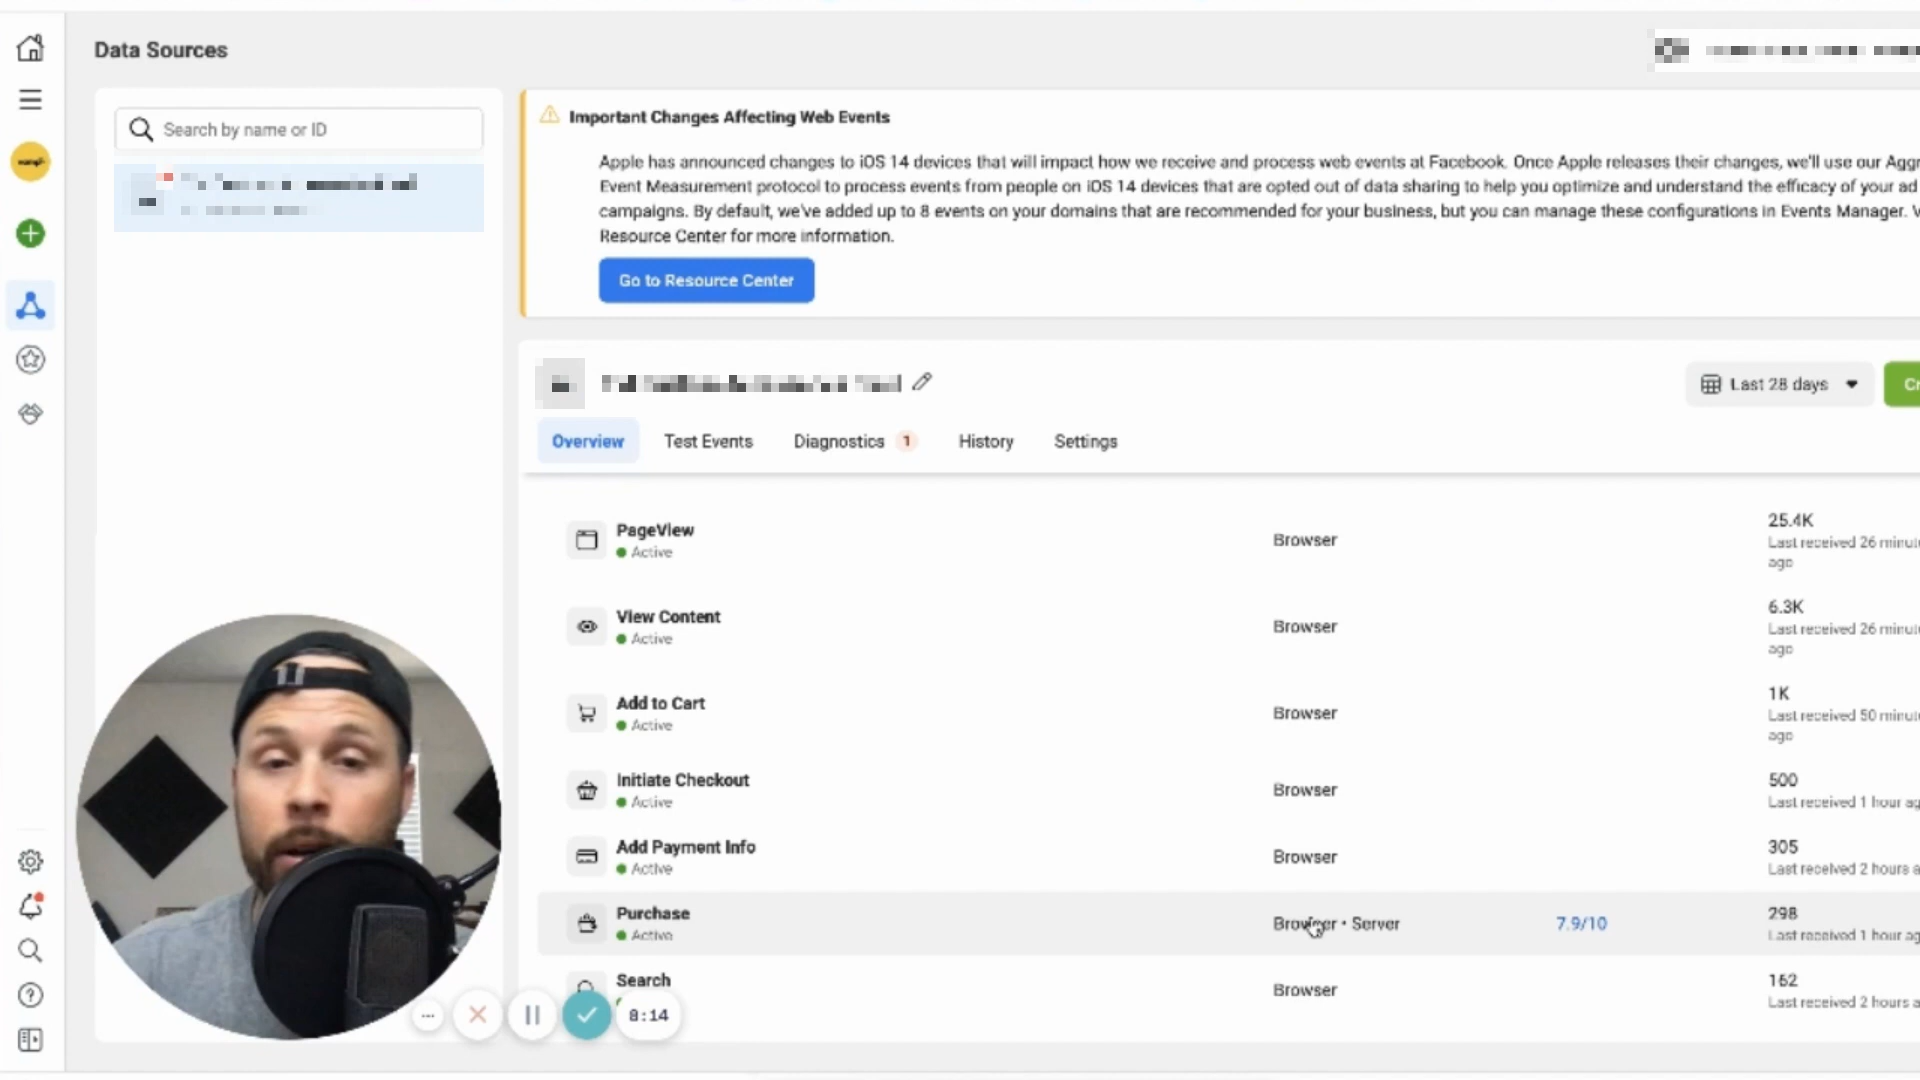 Data Sources
Search by name or ID
Important Changes Affecting Web Events
Apple has announced changes to iOS 14 devices that will impact how we receive and process web events at Facebook. Once Apple releases their changes, we'll use our Aggr
Event Measurement protocol to process events from people on iOS 14 devices that are opted out of data sharing to help you optimize and understand the efficacy of your ad
campaigns. By default, we've added up to 8 events on your domains that are recommended for your business, but you can manage these configurations in Events Manager. V
Resource Center for more information.
Go to Resource Center
Last 28 days
Cr
Overview Test Events Diagnostics 1 History Settings
PageView
Active
Browser
25.4K
Last received 26 minut
ago
View Content
Active
Browser
6.3K
Last received 26 minut
ago
Add to Cart
Active
Browser
1K
Last received 50 minut
ago
Initiate Checkout
Active
Browser
500
Last received 1 hour ag
Add Payment Info
Active
Browser
305
Last received 2 hours a
Purchase
Active
Browser • Server
7.9/10
298
Last received 1 hour ag
Search
Browser
162
Last received 2 hours a
8:14